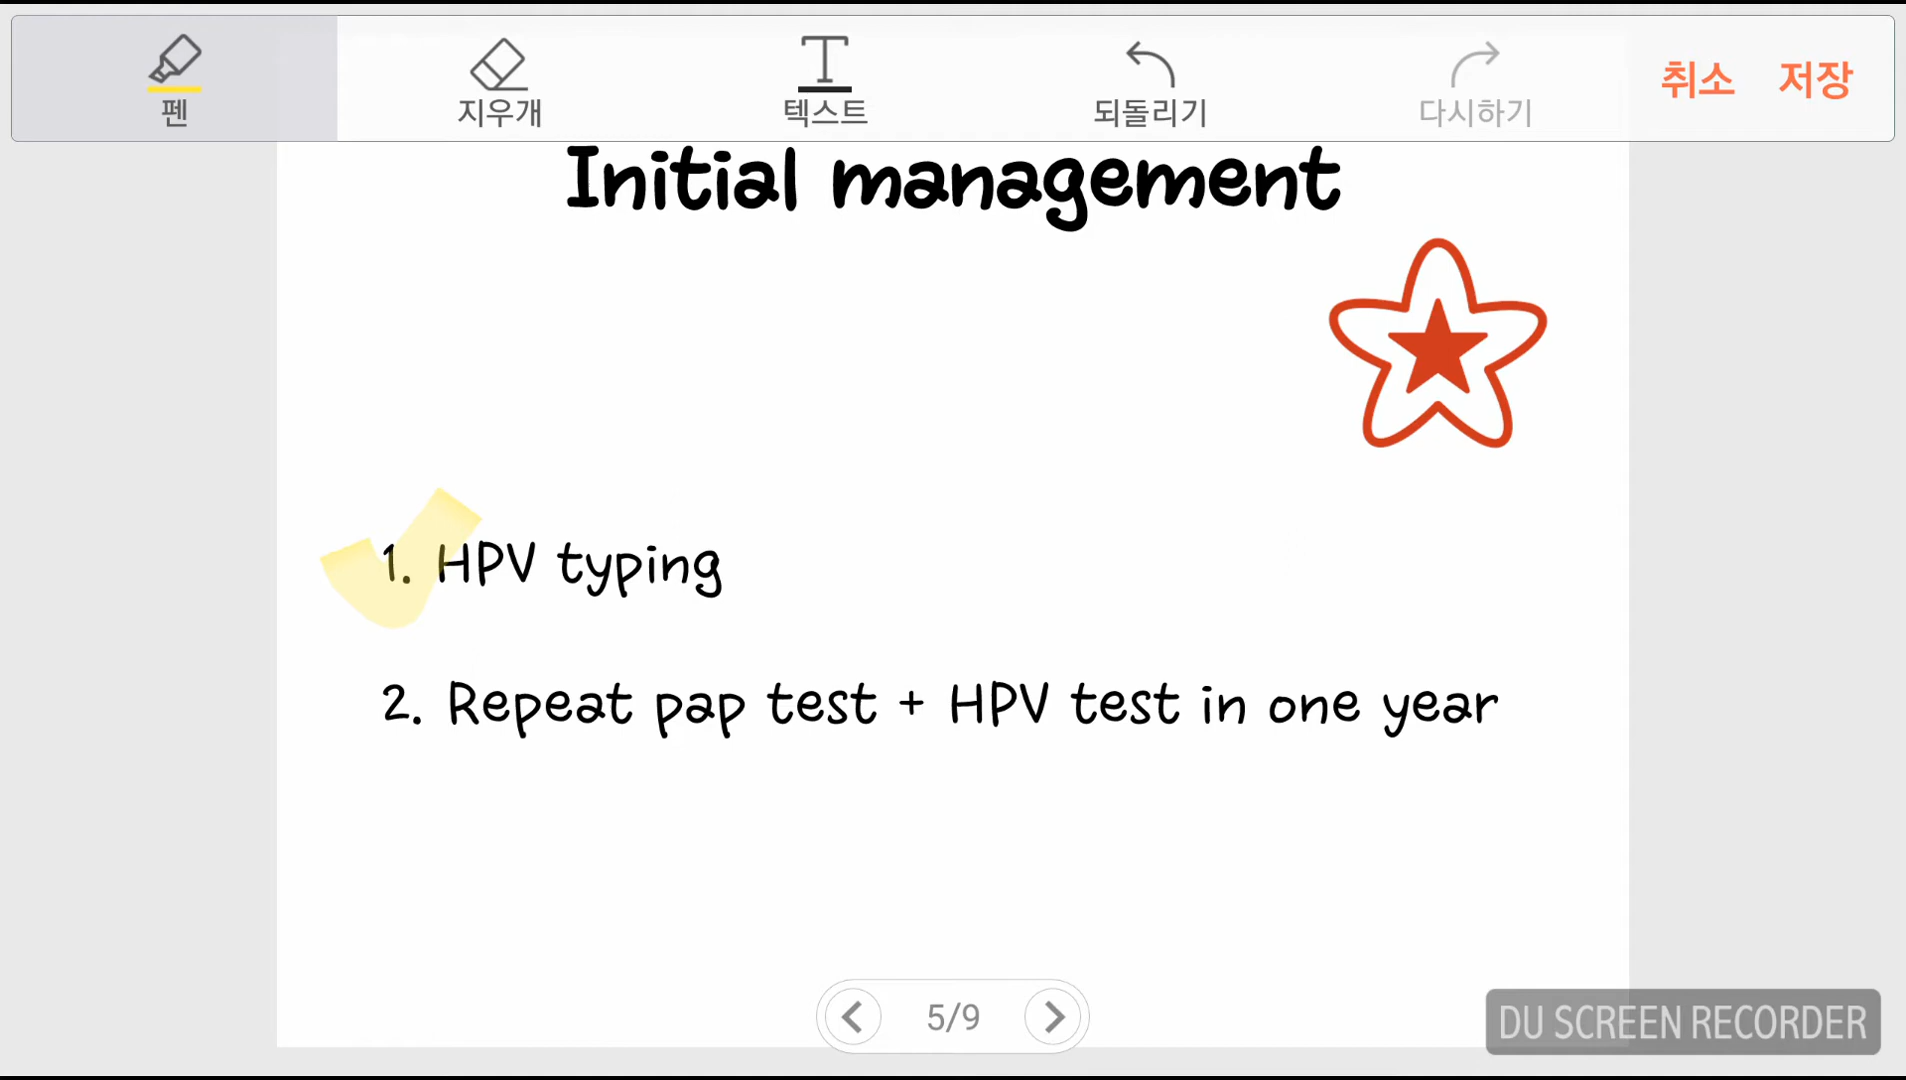 펜
지우개
텍스트
되돌리기
다시하기
취소
저장
Initial management
1. HPV typing
2. Repeat pap test + HPV test in one year
5/9
DU SCREEN RECORDER